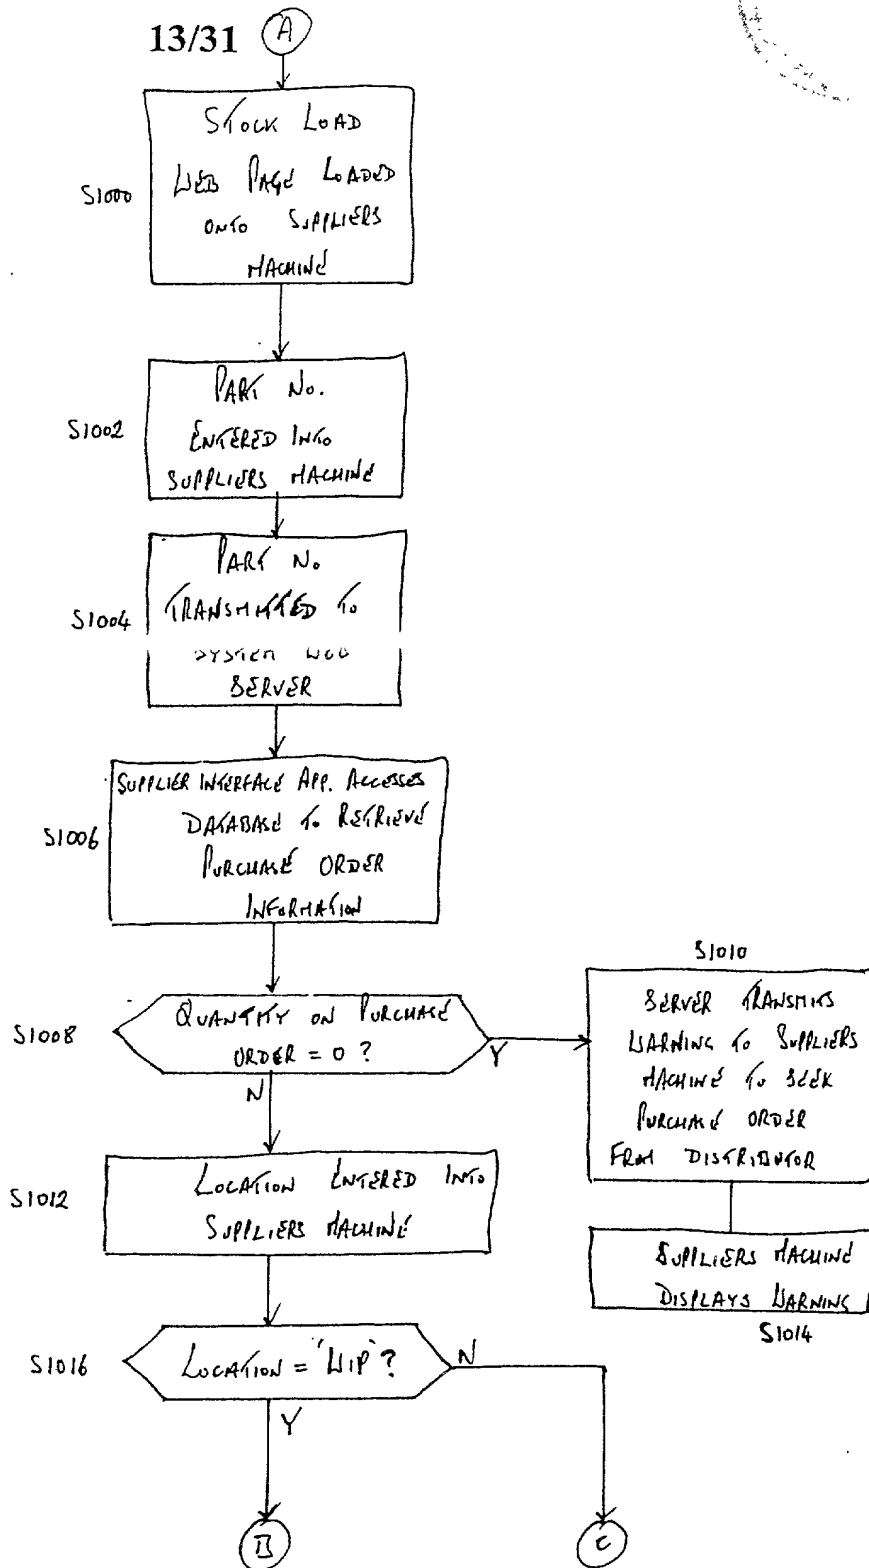 13/31 A
STOCK LOAD
WEB PAGE LOADED
ONTO SUPPLIERS
MACHINE
S1000
PART No.
ENTERED INTO
SUPPLIERS MACHINE
S1002
PART No
TRANSMITTED TO
SYSTEM WEB
SERVER
S1004
SUPPLIER INTERFACE APP. ACCESSES
DATABASE TO RETRIEVE
PURCHASE ORDER
INFORMATION
S1006
QUANTITY ON PURCHASE
ORDER = 0 ?
S1008
Y
N
S1010
SERVER TRANSMITS
WARNING TO SUPPLIERS
MACHINE TO SEEK
PURCHASE ORDER
FROM DISTRIBUTOR
LOCATION ENTERED INTO
SUPPLIERS MACHINE
S1012
SUPPLIERS MACHINE
DISPLAYS WARNING
S1014
LOCATION = 'WIP' ?
S1016
N
Y
B
C